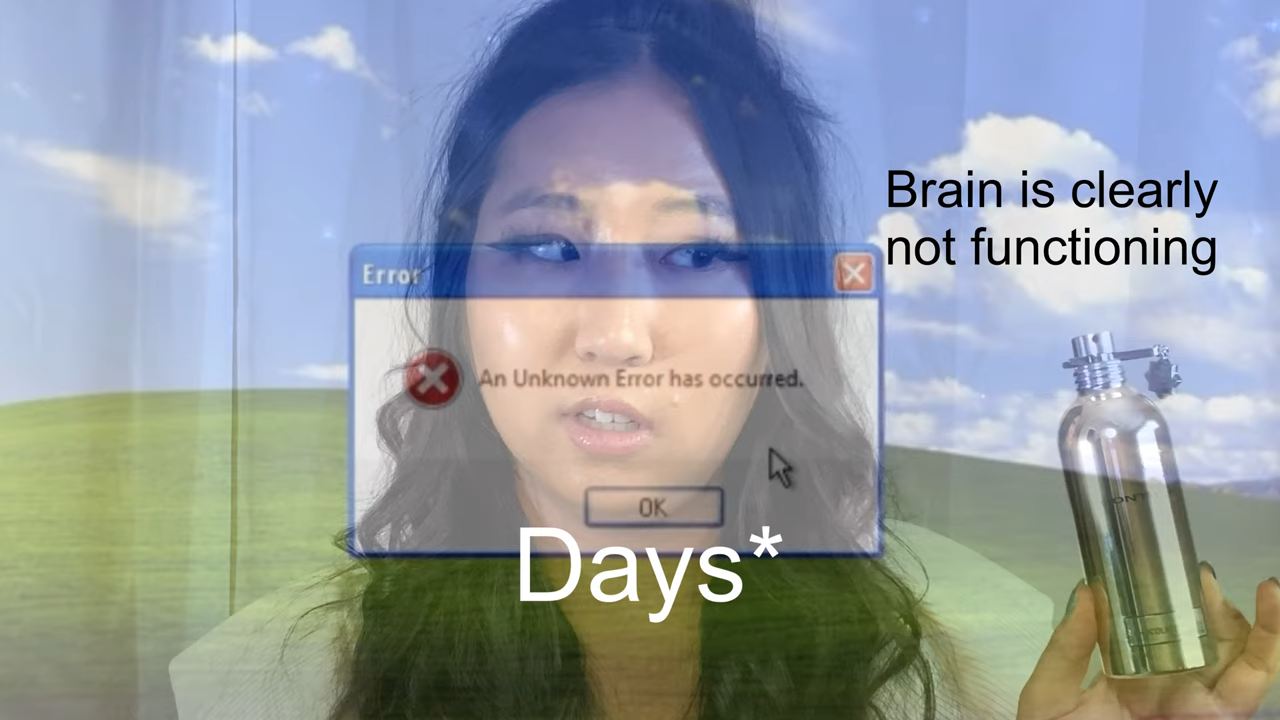 Brain is clearly
not functioning
Error
An Unknown Error has occurred.
OK
Days*